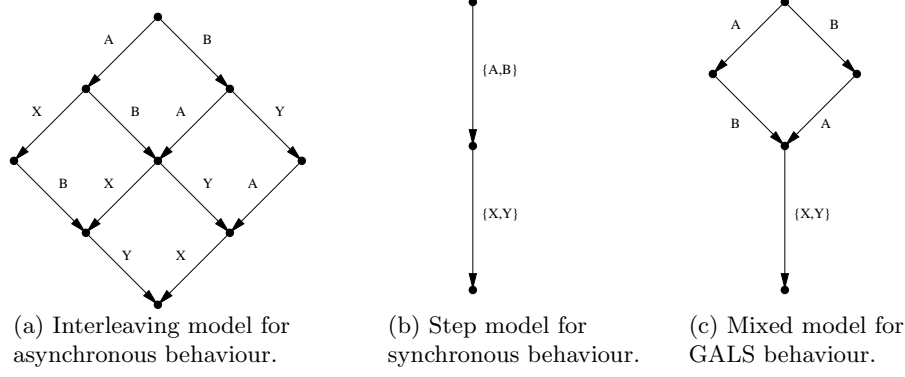 A
B
X
B
A
Y
B
X
Y
A
Y
X
(a) Interleaving model for
asynchronous behaviour.
{A,B}
{X,Y}
(b) Step model for
synchronous behaviour.
A
B
B
A
{X,Y}
(c) Mixed model for
GALS behaviour.